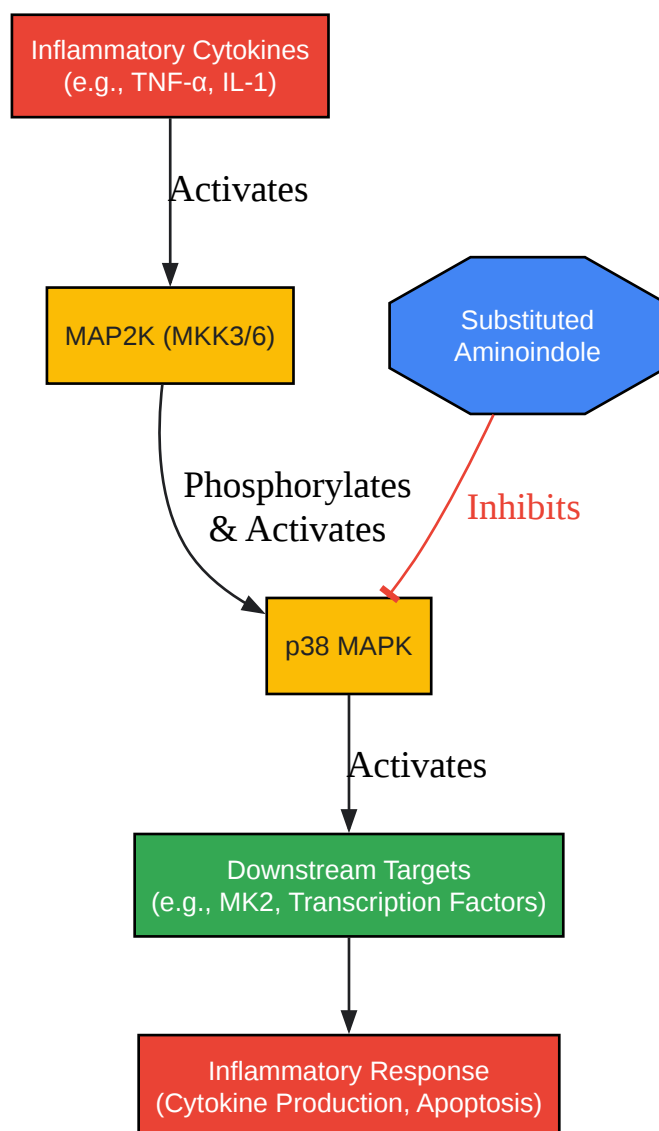 Inflammatory Cytokines
(e.g., TNF-α, IL-1)
Activates
MAP2K (MKK3/6)
Substituted
Aminoindole
Phosphorylates
& Activates
Inhibits
p38 MAPK
Activates
Downstream Targets
(e.g., MK2, Transcription Factors)
Inflammatory Response
(Cytokine Production, Apoptosis)